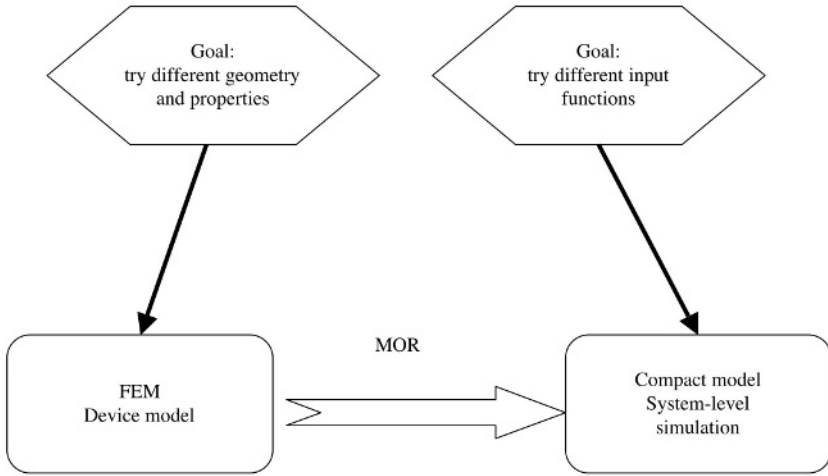 Goal:
try different geometry
and properties
Goal:
try different input
functions
MOR
FEM
Device model
Compact model
System-level
simulation